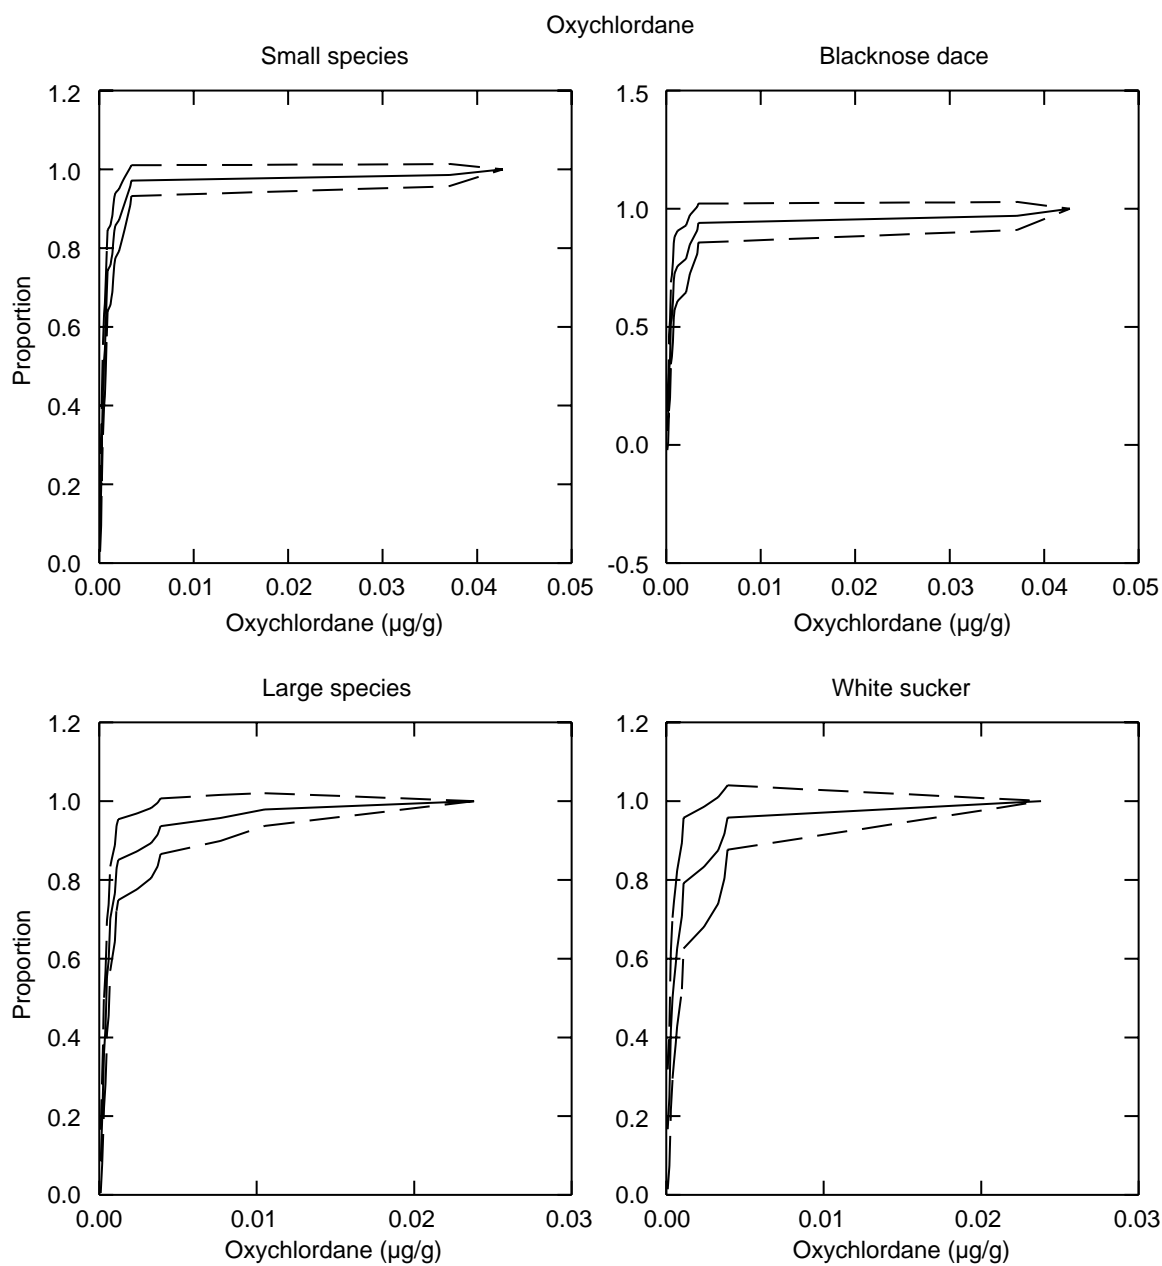 Oxychlordane
Small species
Blacknose dace
1.2
1.0
0.8
0.6
0.4
0.2
0.0
Proportion
0.00 0.01 0.02 0.03 0.04 0.05
Oxychlordane (µg/g)
1.5
1.0
0.5
0.0
-0.5
0.00 0.01 0.02 0.03 0.04 0.05
Oxychlordane (µg/g)
Large species
White sucker
1.2
1.0
0.8
0.6
0.4
0.2
0.0
Proportion
0.00 0.01 0.02 0.03
Oxychlordane (µg/g)
1.2
1.0
0.8
0.6
0.4
0.2
0.0
0.00 0.01 0.02 0.03
Oxychlordane (µg/g)